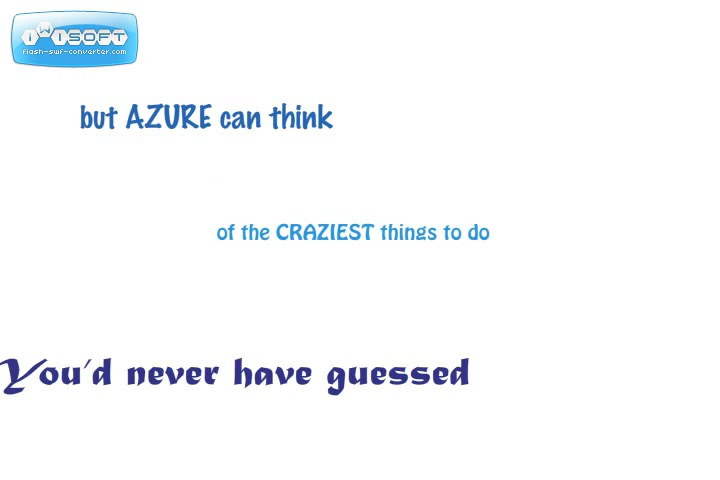 iWiSOFT
flash-swf-converter.com
but AZURE can think
of the CRAZIEST things to do
You'd never have guessed